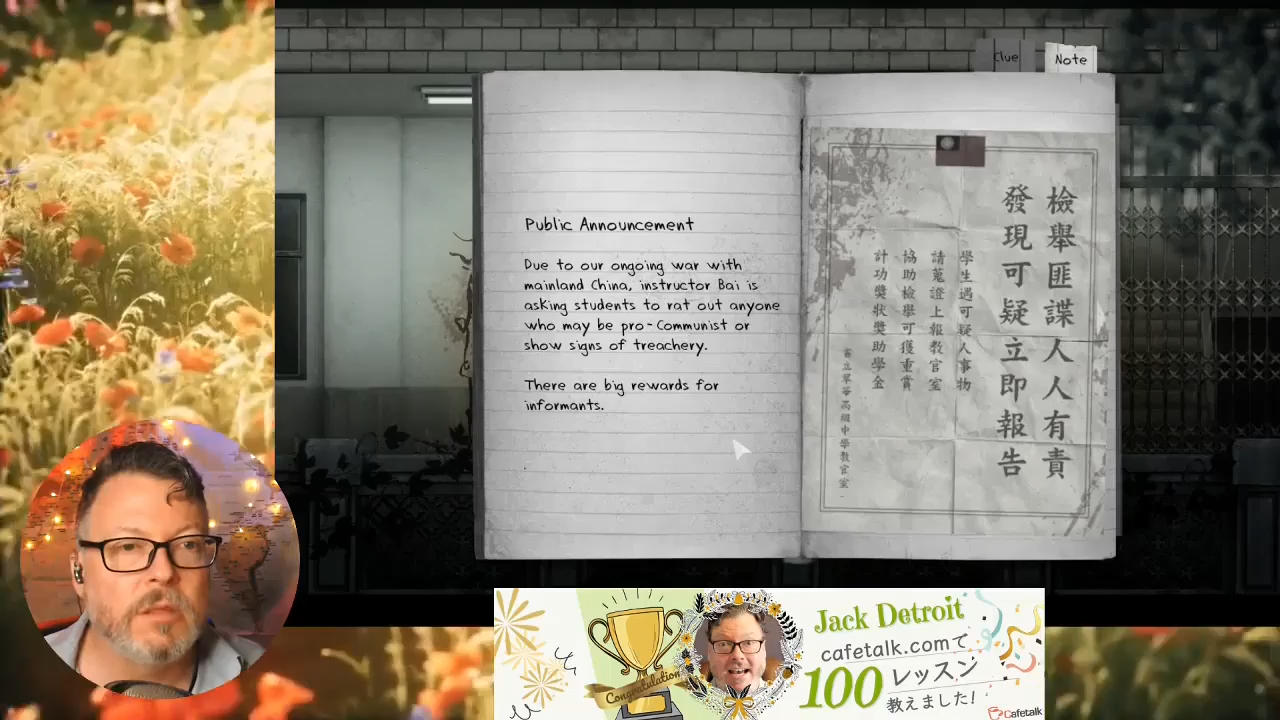 Clue
Note
Public Announcement
Due to our ongoing war with
mainland China, instructor Bai is
asking students to rat out anyone
who may be pro-Communist or
show signs of treachery.
There are big rewards for
informants.
檢舉匪諜人人有責
發現可疑立即報告
學生遇可疑人事物
請蒐證上報教官室
協助檢舉可獲重賞
計功獎狀獎助學金
省立翠華高級中學教官室
Congratulation
Jack Detroit
cafetalk.comで
100レッスン
教えました!
Cafetalk